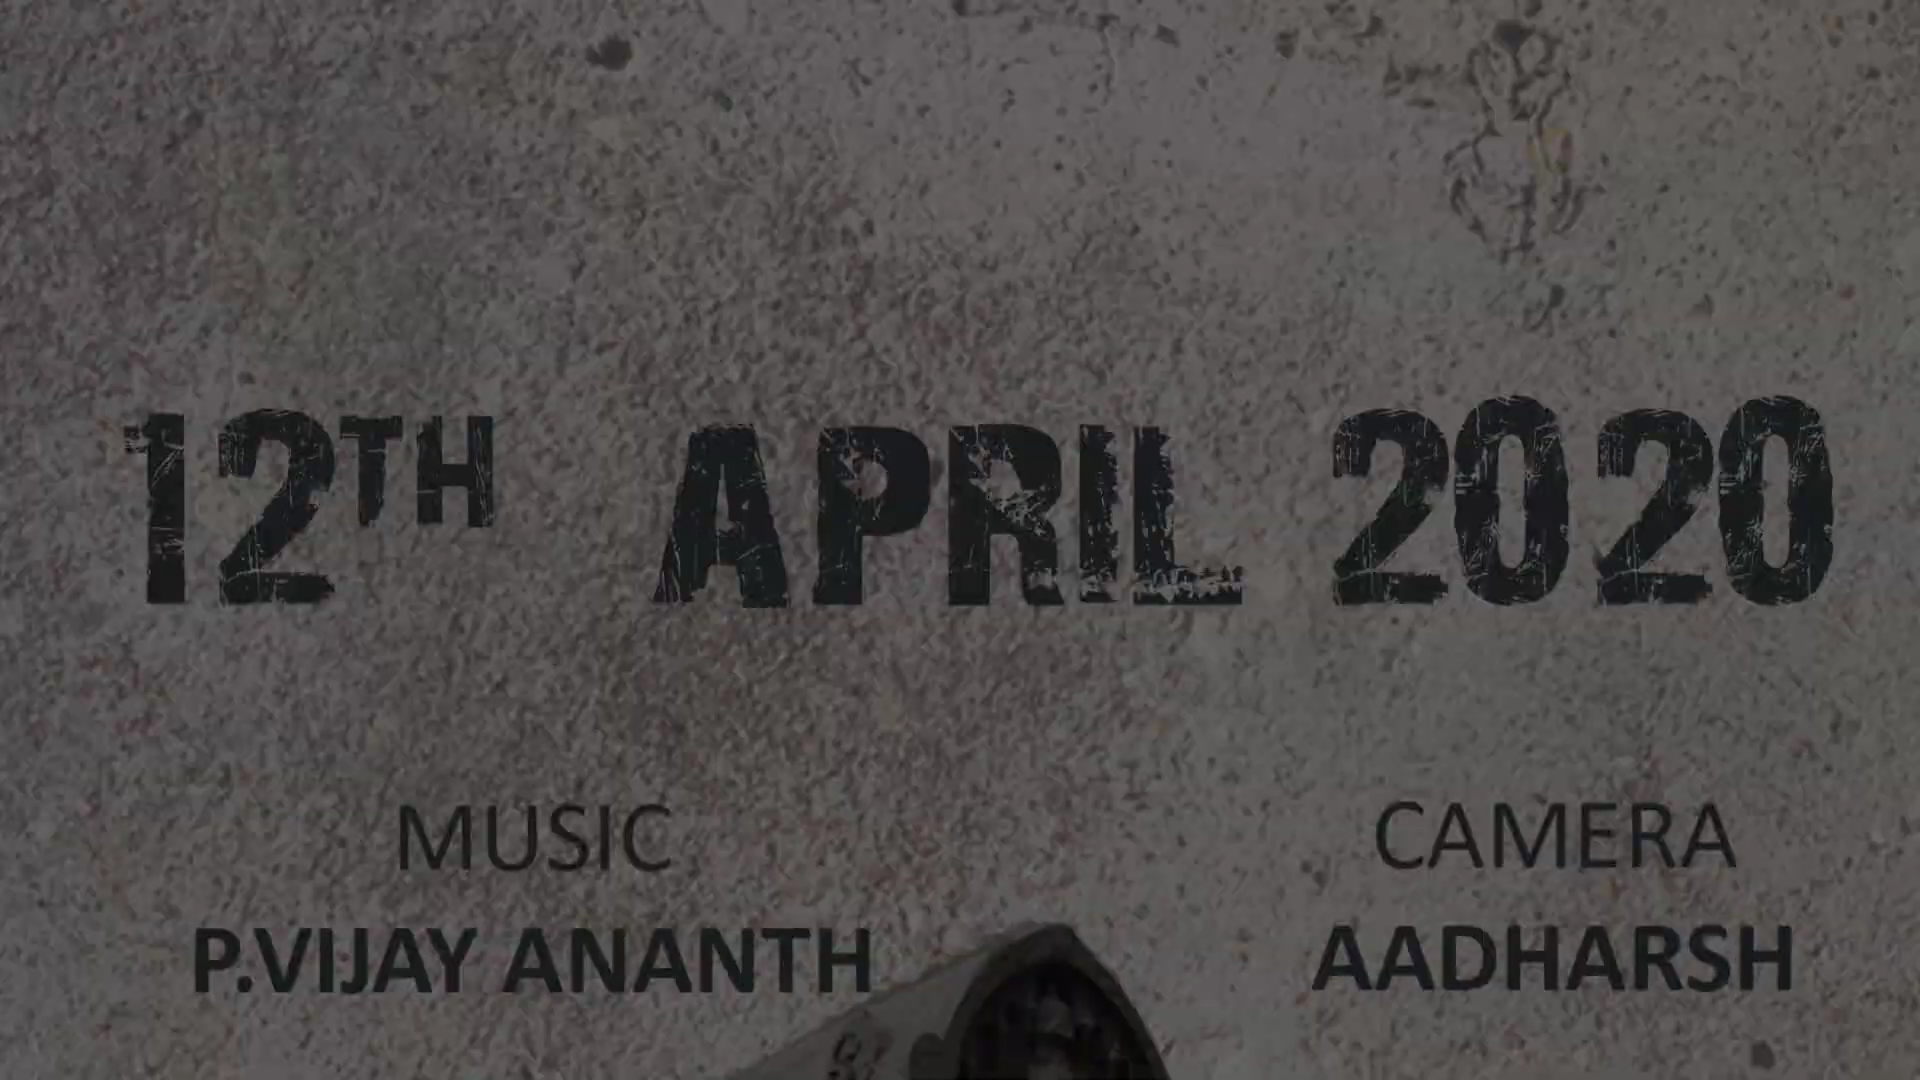 12TH APRIL 2020
MUSIC
CAMERA
P.VIJAY ANANTH
AADHARSH